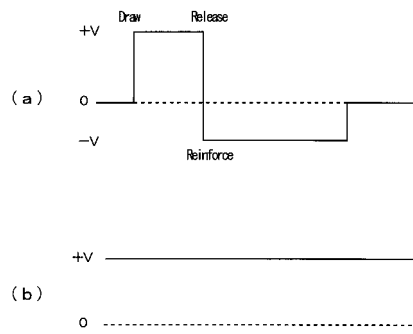 Draw Release
+V
(a) 0
-V
Reinforce
+V
(b)
0